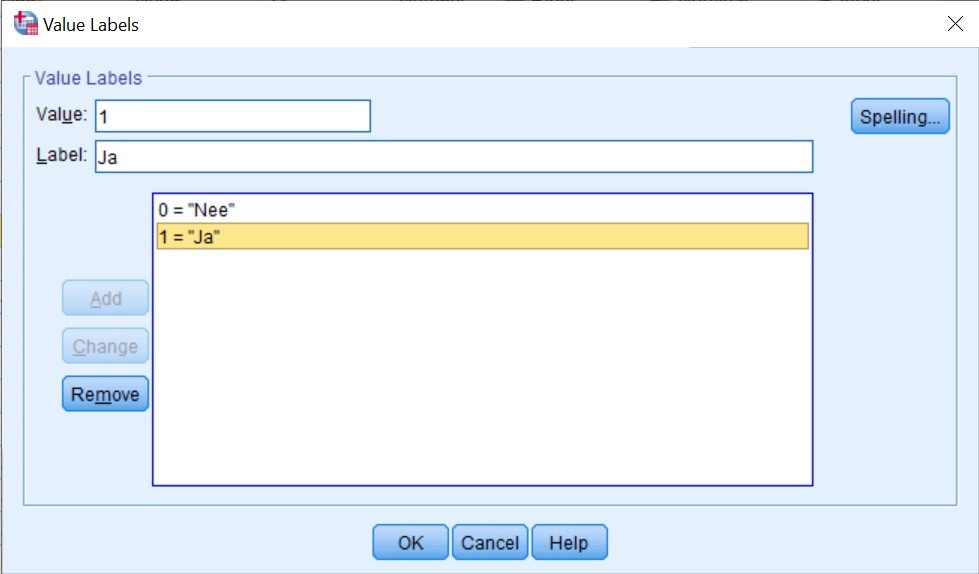 Value Labels
Value Labels
Value: 1
Spelling...
Label: Ja
0 = "Nee"
1 = "Ja"
Add
Change
Remove
OK Cancel Help